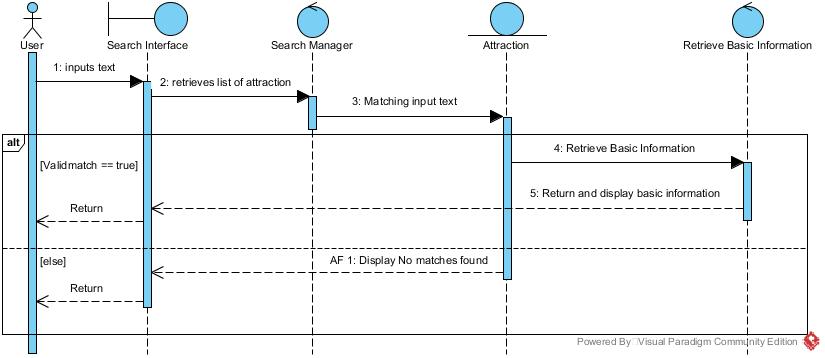 User
Search Interface
Search Manager
Attraction
Retrieve Basic Information
1: inputs text
2: retrieves list of attraction
3: Matching input text
alt
4: Retrieve Basic Information
[Validmatch == true]
5: Return and display basic information
Return
[else]
AF 1: Display No matches found
Return
Powered By Visual Paradigm Community Edition